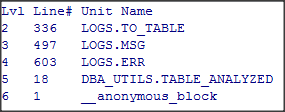 Lvl Line# Unit Name
2 336 LOGS.TO_TABLE
3 497 LOGS.MSG
4 603 LOGS.ERR
5 18 DBA_UTILS.TABLE_ANALYZED
6 1 __anonymous_block